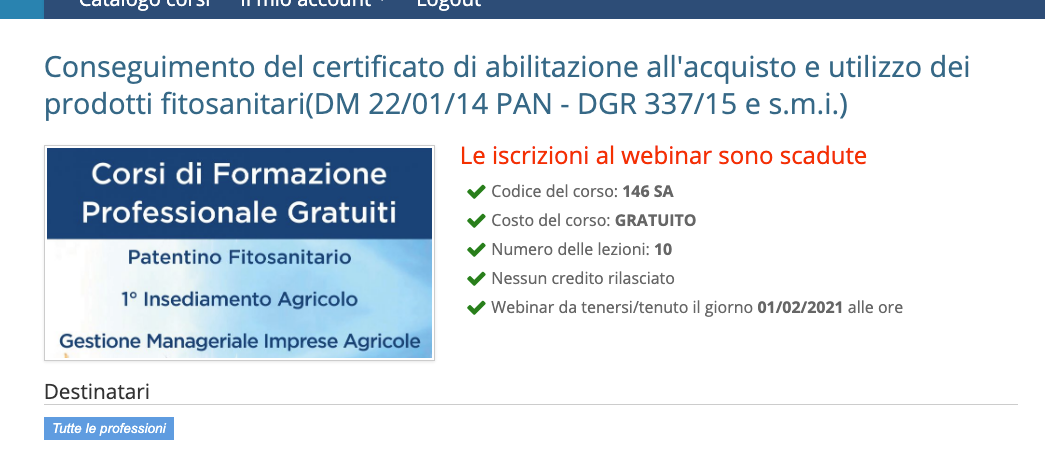 Catalogo corsi Il mio account Logout
Conseguimento del certificato di abilitazione all'acquisto e utilizzo dei
prodotti fitosanitari(DM 22/01/14 PAN - DGR 337/15 e s.m.i.)
Corsi di Formazione
Professionale Gratuiti
Patentino Fitosanitario
1° Insediamento Agricolo
Gestione Manageriale Imprese Agricole
Le iscrizioni al webinar sono scadute
Codice del corso: 146 SA
Costo del corso: GRATUITO
Numero delle lezioni: 10
Nessun credito rilasciato
Webinar da tenersi/tenuto il giorno 01/02/2021 alle ore
Destinatari
Tutte le professioni